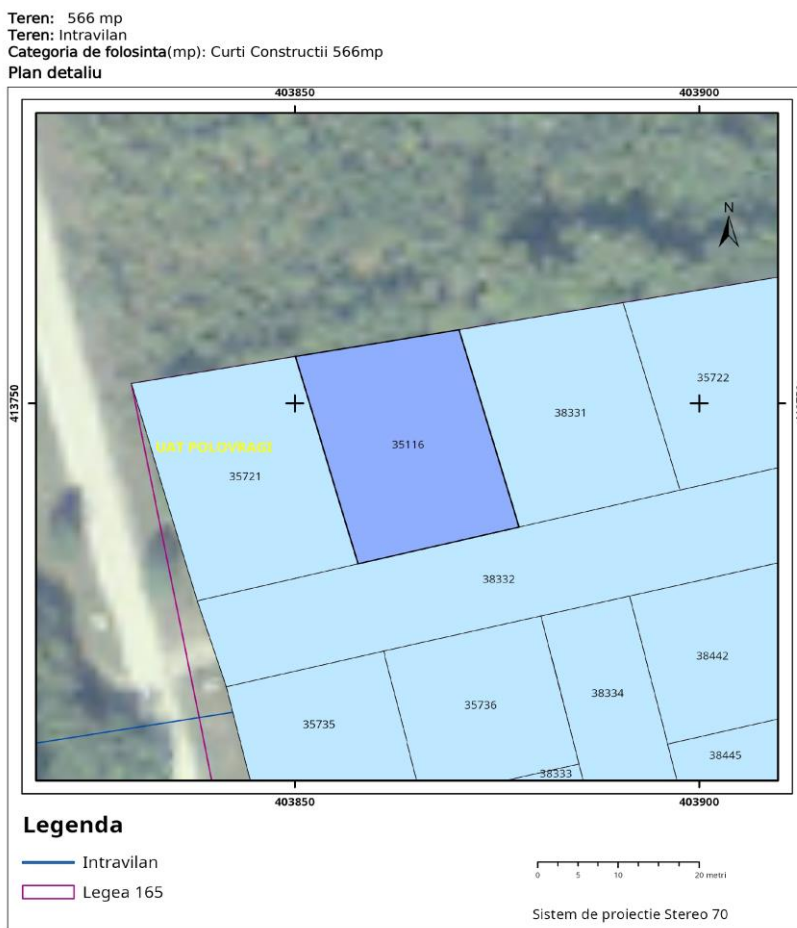 Teren: 566 mp
Teren: Intravilan
Categoria de folosinta(mp): Curti Constructii 566mp
Plan detaliu
403850 403900
N
413750
35722
38331
35116
UAT POLOVRAGI
35721
38332
38442
38334
35736
35735
38445
38333
403850 403900
Legenda
Intravilan
Legea 165
0 5 10 20 metri
Sistem de proiectie Stereo 70